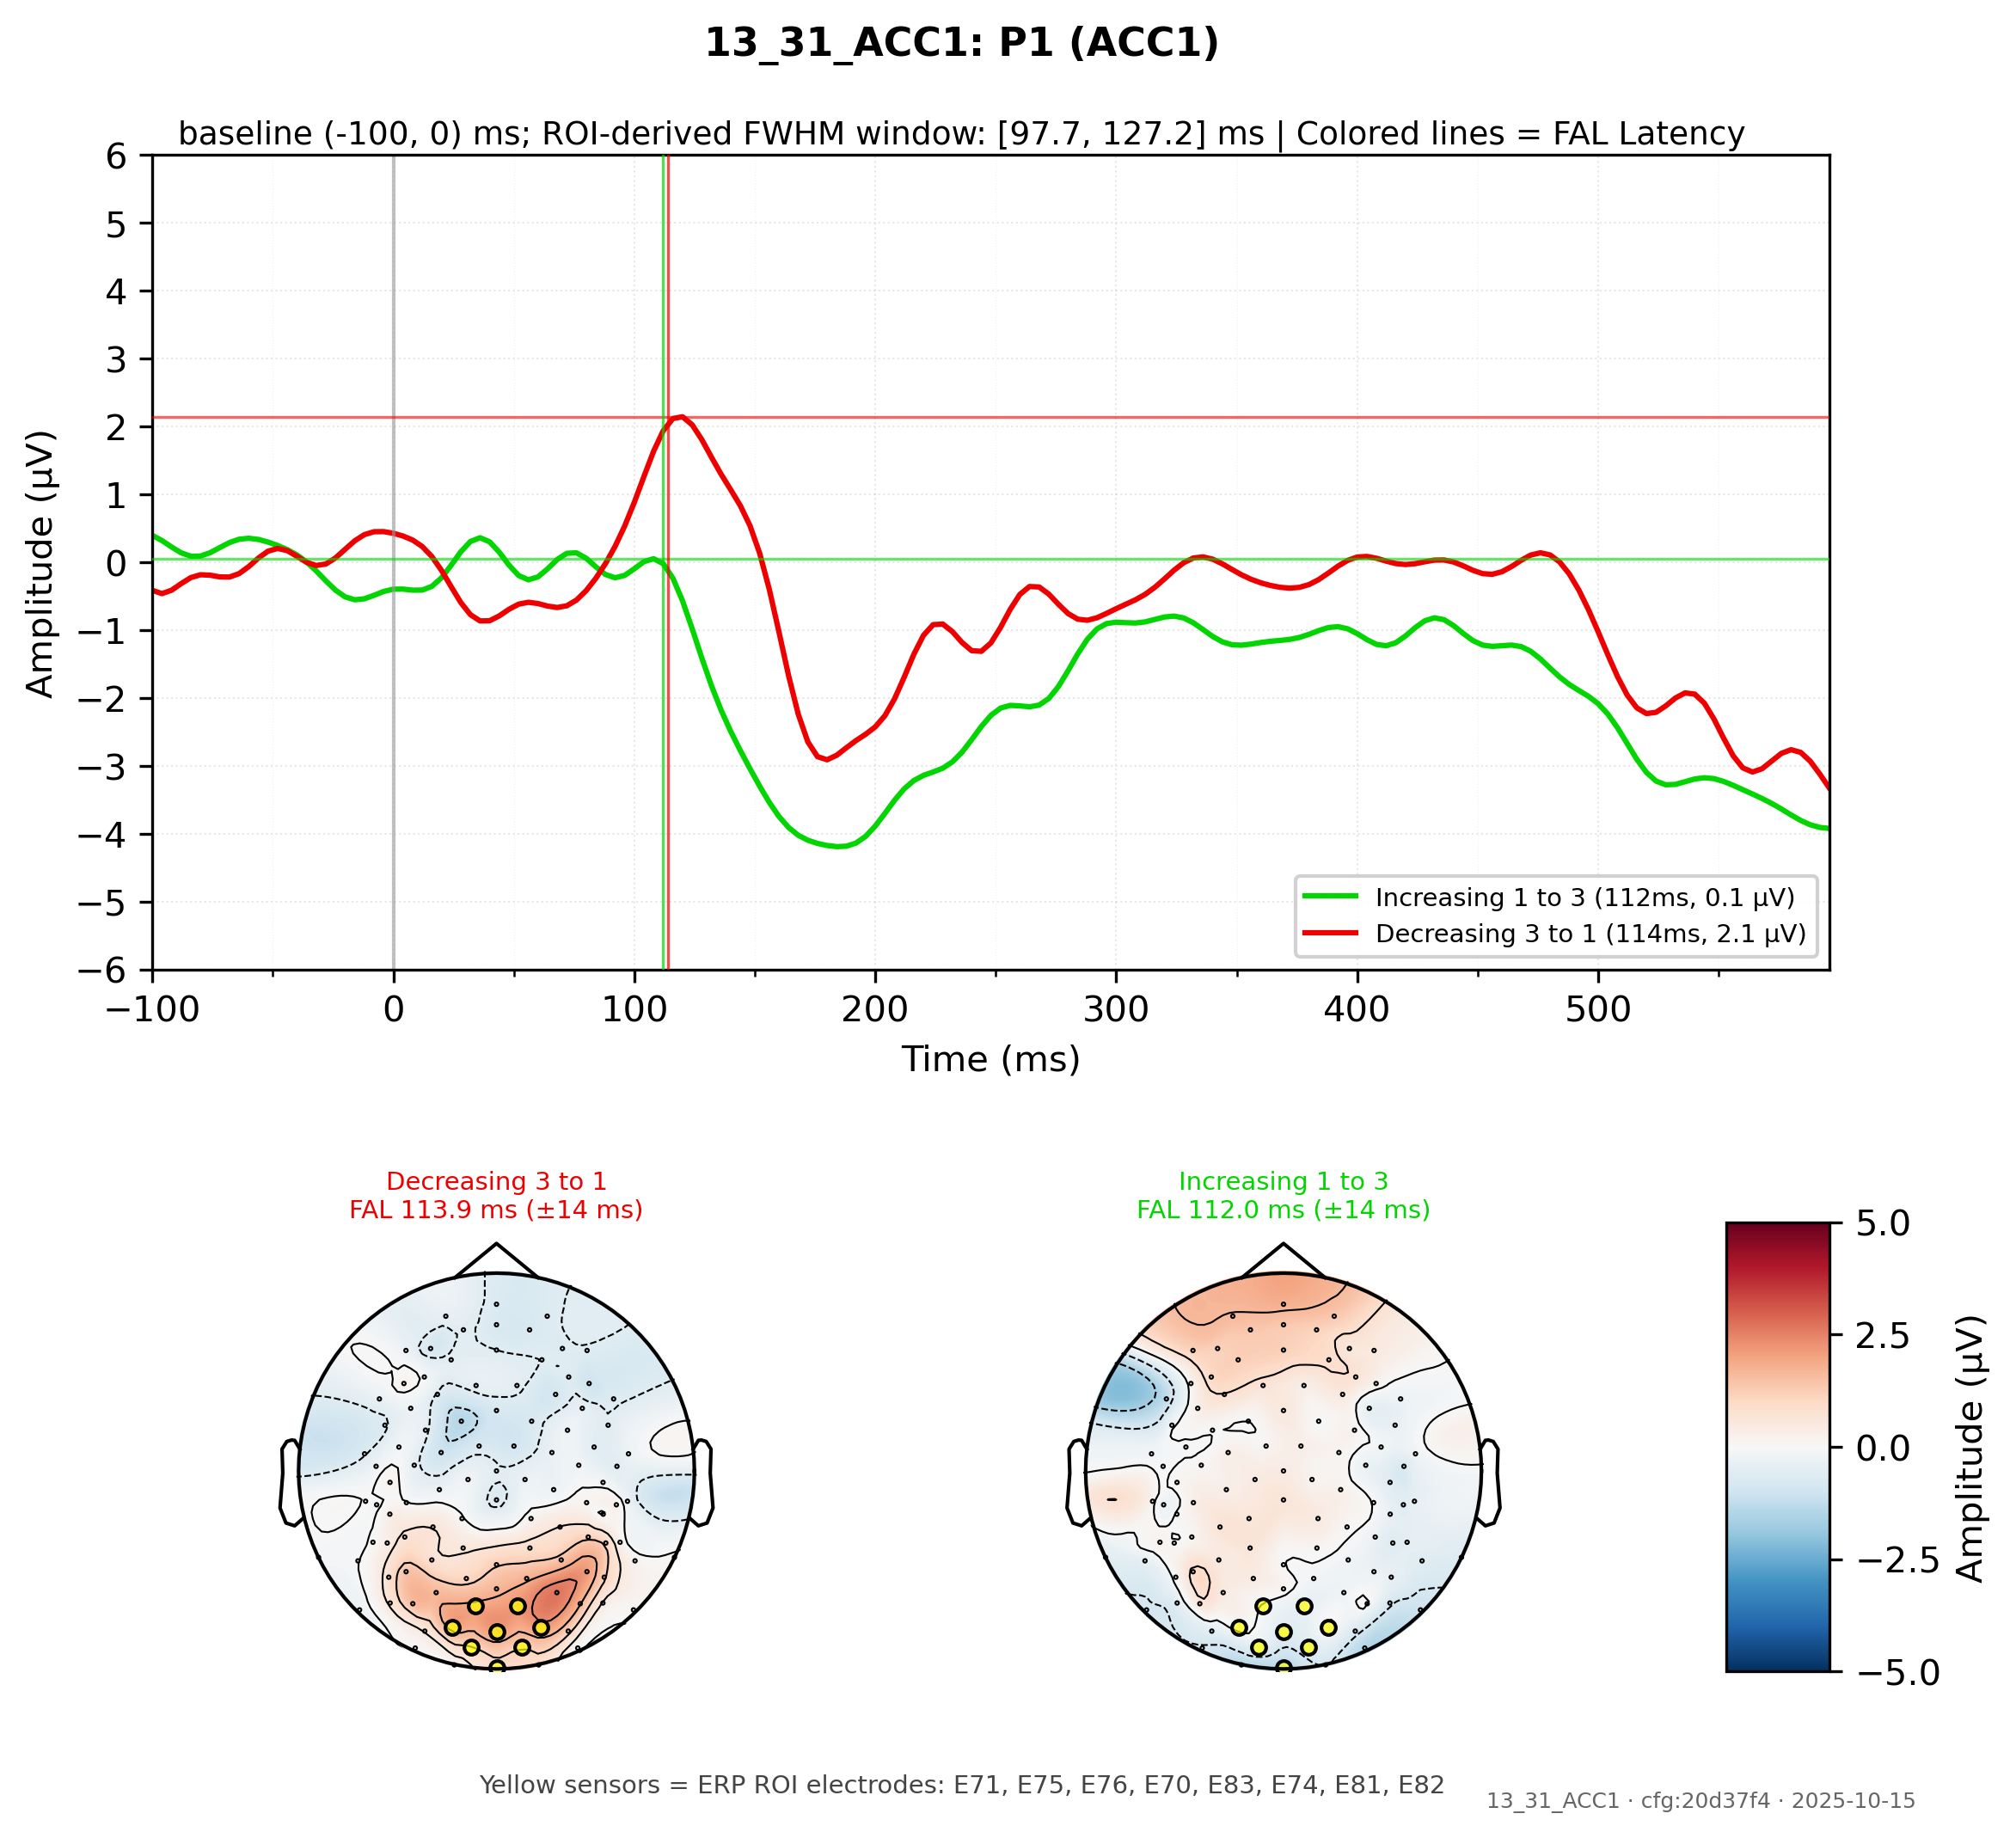 13_31_ACC1: P1 (ACC1)
baseline (-100, 0) ms; ROI-derived FWHM window: [97.7, 127.2] ms | Colored lines = FAL Latency
6
5
4
3
2
1
0
−1
−2
−3
−4
−5
−6
Amplitude (µV)
Increasing 1 to 3 (112ms, 0.1 µV)
Decreasing 3 to 1 (114ms, 2.1 µV)
−100 0 100 200 300 400 500
Time (ms)
Decreasing 3 to 1
FAL 113.9 ms (±14 ms)
Increasing 1 to 3
FAL 112.0 ms (±14 ms)
5.0
2.5
0.0
−2.5
−5.0
Amplitude (µV)
Yellow sensors = ERP ROI electrodes: E71, E75, E76, E70, E83, E74, E81, E82
13_31_ACC1 · cfg:20d37f4 · 2025-10-15